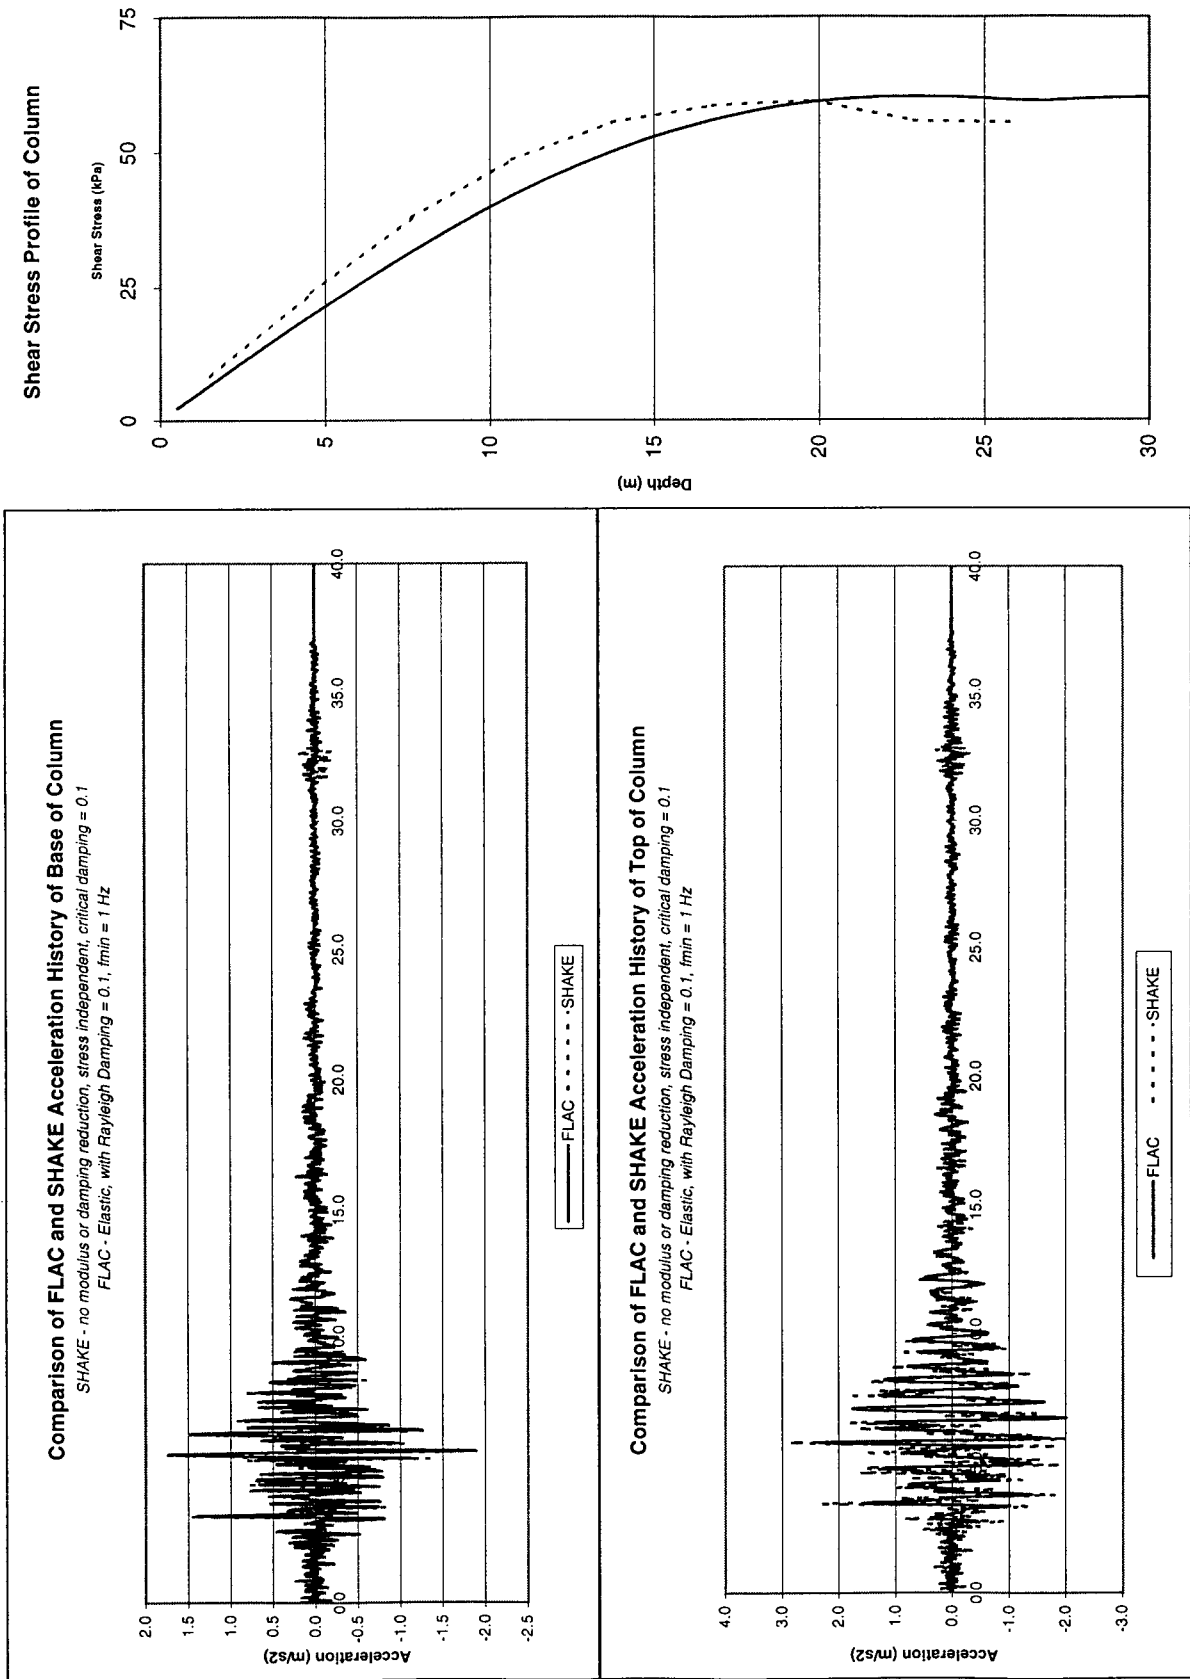 Comparison of FLAC and SHAKE Acceleration History of Base of Column
SHAKE - no modulus or damping reduction, stress independent, critical damping = 0.1
FLAC - Elastic, with Rayleigh Damping = 0.1, fmin = 1 Hz
Acceleration (m/s2)
2.0
1.5
1.0
0.5
0.0
-0.5
-1.0
-1.5
-2.0
-2.5
15.0
20.0
25.0
30.0
35.0
40.0
FLAC
SHAKE
Comparison of FLAC and SHAKE Acceleration History of Top of Column
SHAKE - no modulus or damping reduction, stress independent, critical damping = 0.1
FLAC - Elastic, with Rayleigh Damping = 0.1, fmin = 1 Hz
Acceleration (m/s2)
4.0
3.0
2.0
1.0
0.0
-1.0
-2.0
-3.0
15.0
20.0
25.0
30.0
35.0
40.0
FLAC
SHAKE
Shear Stress Profile of Column
Shear Stress (kPa)
0
25
50
75
Depth (m)
0
5
10
15
20
25
30